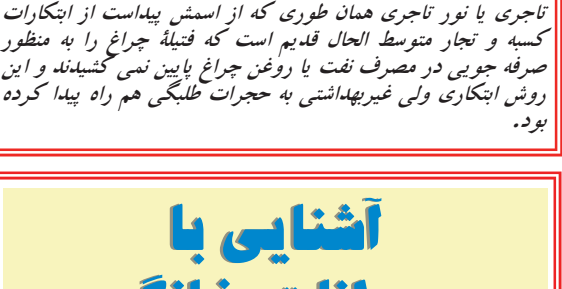 تاجری یا نور تاجری همان طوری که از اسمش پیداست از ابتکارات
کسبه و تجار متوسط الحال قدیم است که فتیلهٔ چراغ را به منظور
صرفه جویی در مصرف نفت یا روغن چراغ پایین نمی کشیدند و این
روش ابتکاری ولی غیربهداشتی به حجرات طلبگی هم راه پیدا کرده
بود.
آشنایی با